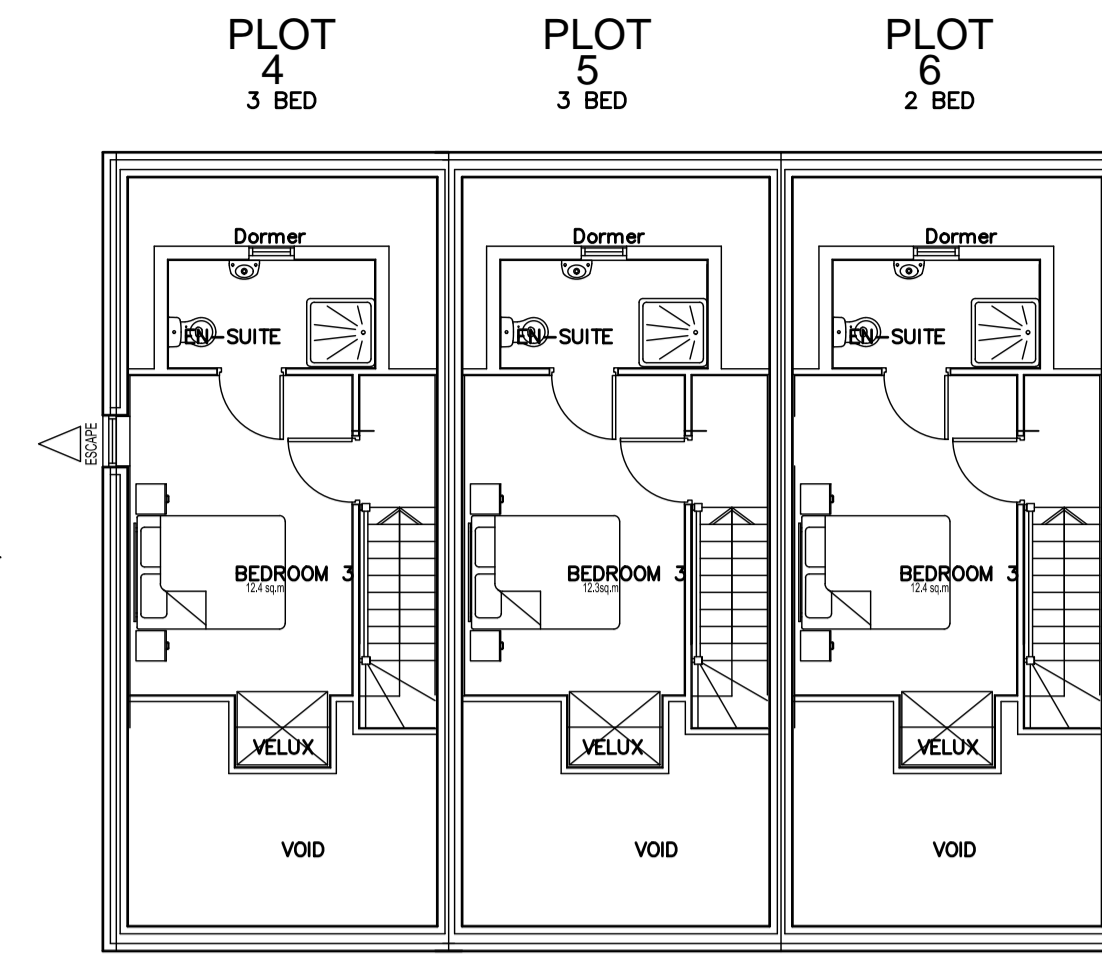 PLOT
4
3 BED
PLOT
5
3 BED
PLOT
6
2 BED
Dormer
Dormer
Dormer
EN-SUITE
EN-SUITE
EN-SUITE
ESCAPE
BEDROOM 3
12.4 sq.m
BEDROOM 3
12.3sq.m
BEDROOM 3
12.4 sq.m
VELUX
VELUX
VELUX
VOID
VOID
VOID